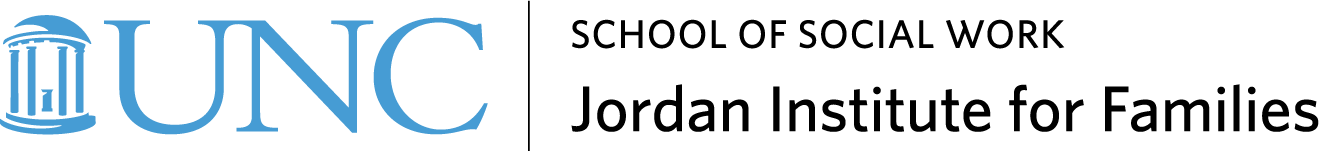 UNC
SCHOOL OF SOCIAL WORK
Jordan Institute for Families